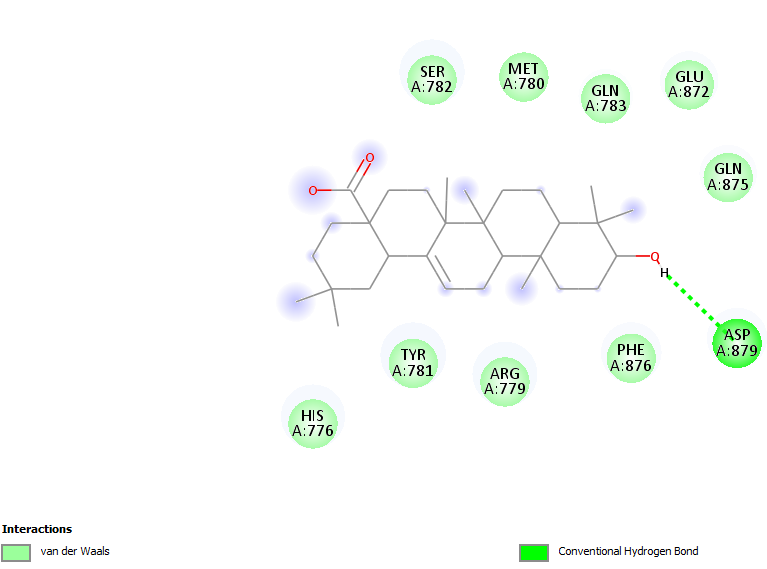 SER
A:782
MET
A:780
GLN
A:783
GLU
A:872
GLN
A:875
O
O
O
H
ASP
A:879
PHE
A:876
TYR
A:781
ARG
A:779
HIS
A:776
Interactions
van der Waals
Conventional Hydrogen Bond